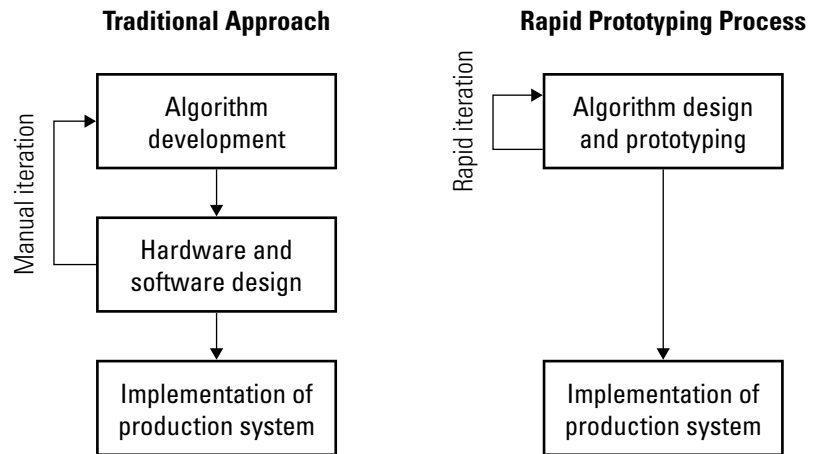 Traditional Approach
Algorithm
development
Manual iteration
Hardware and
software design
Implementation of
production system
Rapid Prototyping Process
Algorithm design
and prototyping
Rapid iteration
Implementation of
production system